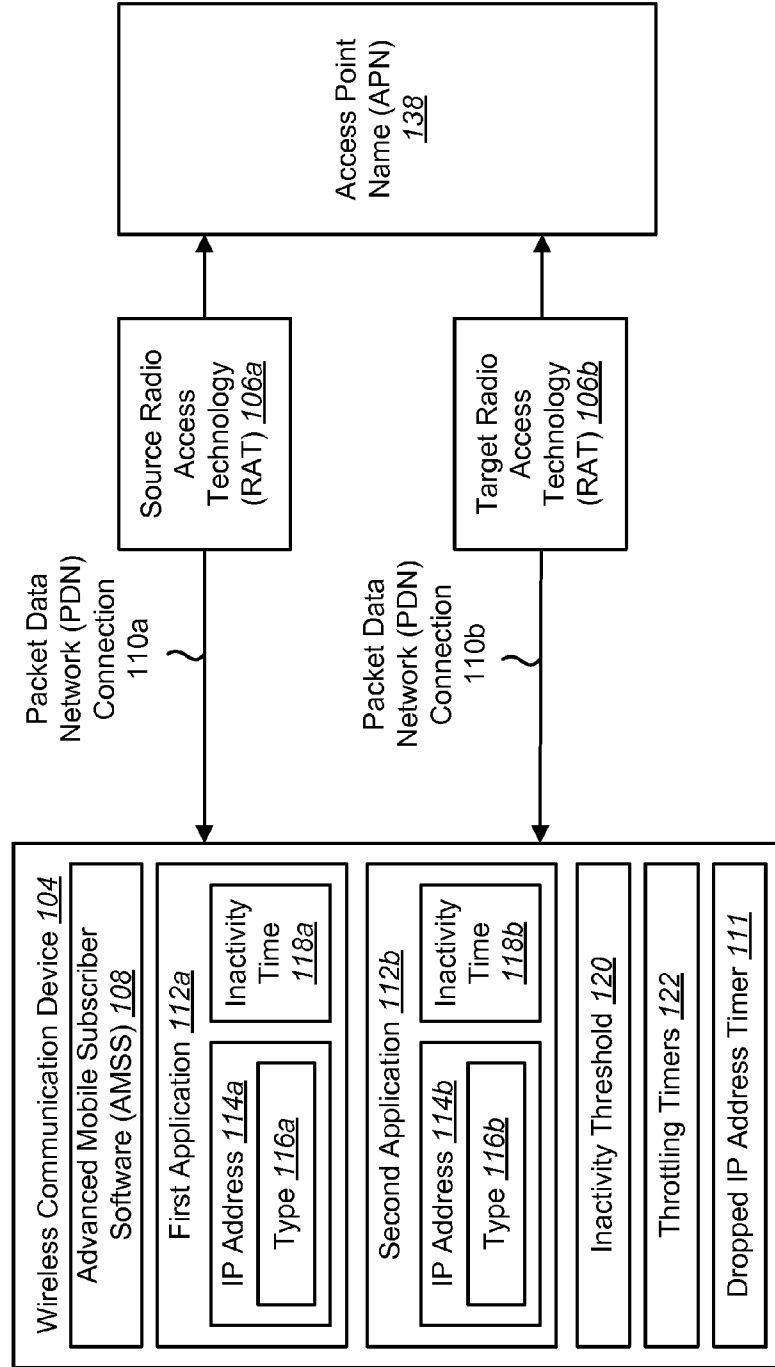 Wireless Communication Device 104
Advanced Mobile Subscriber
Software (AMSS) 108
First Application 112a
IP Address 114a
Type 116a
Inactivity
Time
118a
Second Application 112b
IP Address 114b
Type 116b
Inactivity
Time
118b
Inactivity Threshold 120
Throttling Timers 122
Dropped IP Address Timer 111
Packet Data
Network (PDN)
Connection
110a
Packet Data
Network (PDN)
Connection
110b
Source Radio
Access
Technology
(RAT) 106a
Target Radio
Access
Technology
(RAT) 106b
Access Point
Name (APN)
138